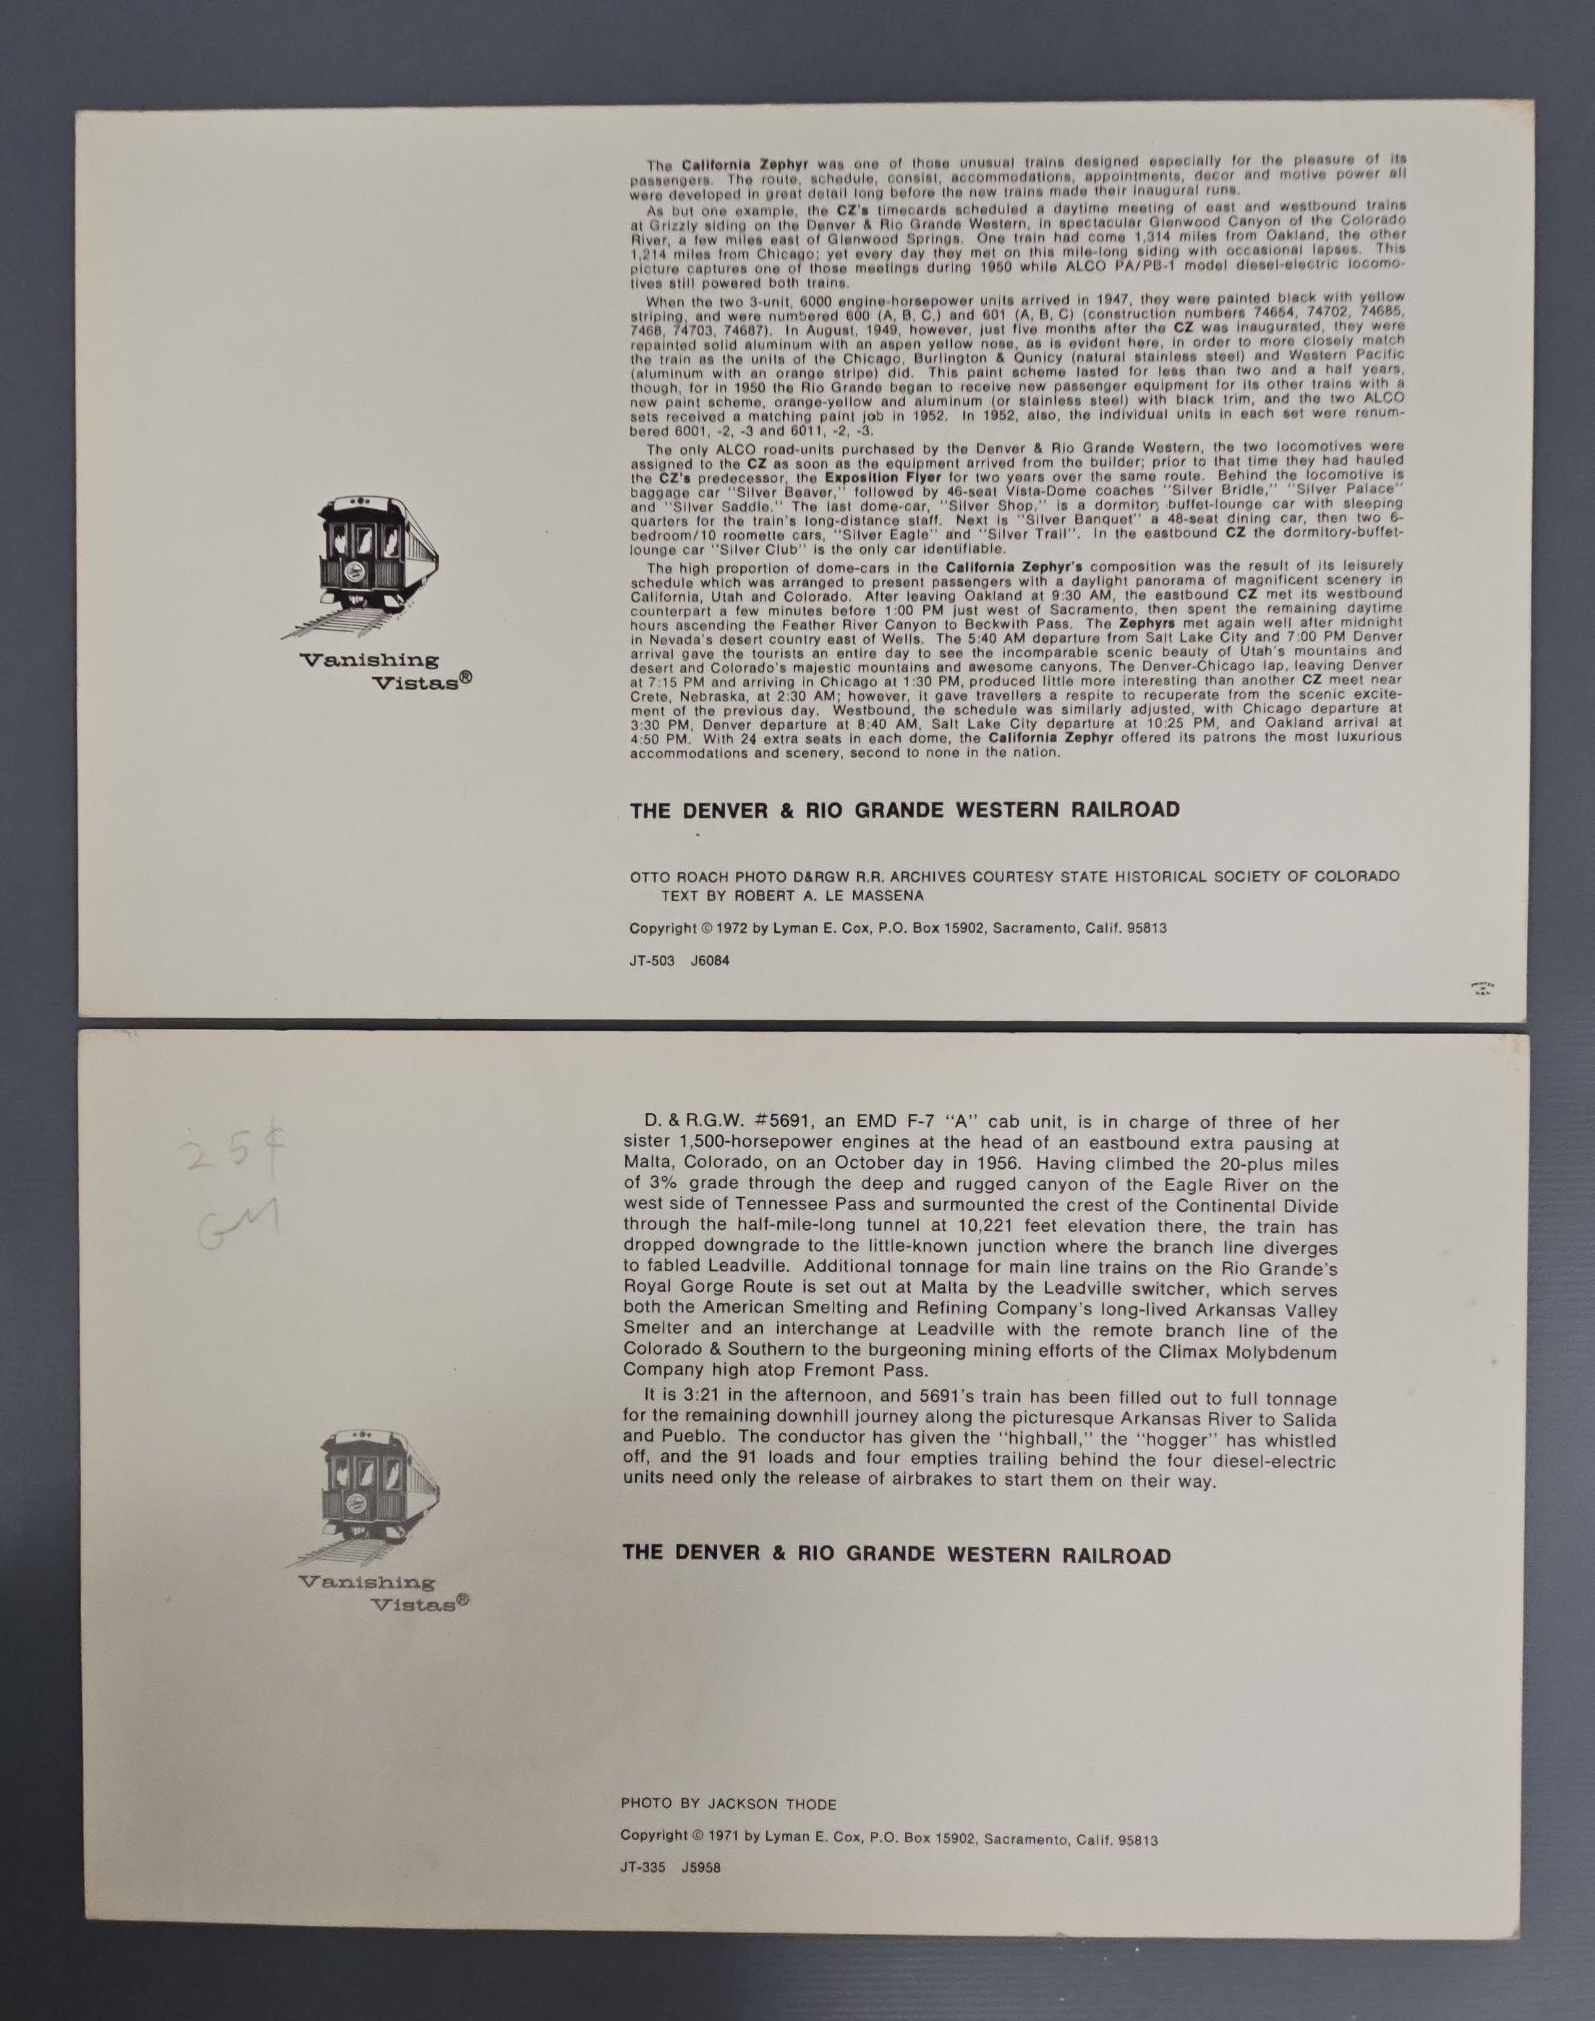 The California Zephyr was one of those unusual trains designed especially for the pleasure of its
passengers. The route, schedule, consist, accommodations, appointments, decor and motive power all
were developed in great detail long before the new trains made their inaugural runs.
As but one example, the CZ's timecards scheduled a daytime meeting of east and westbound trains
at Grizzly siding on the Denver & Rio Grande Western, in spectacular Glenwood Canyon of the Colorado
River, a few miles east of Glenwood Springs. One train had come 1,314 miles from Oakland, the other
1,214 miles from Chicago; yet every day they met on this mile-long siding with occasional lapses. This
picture captures one of those meetings during 1950 while ALCO PA/PB-1 model diesel-electric locomo-
tives still powered both trains.
When the two 3-unit, 6000 engine-horsepower units arrived in 1947, they were painted black with yellow
striping, and were numbered 600 (A, B, C,) and 601 (A, B, C) (construction numbers 74654, 74702, 74685,
7468, 74703, 74687). In August, 1949, however, just five months after the CZ was inaugurated, they were
repainted solid aluminum with an aspen yellow nose, as is evident here, in order to more closely match
the train as the units of the Chicago, Burlington & Qunicy (natural stainless steel) and Western Pacific
(aluminum with an orange stripe) did. This paint scheme lasted for less than two and a half years,
though, for in 1950 the Rio Grande began to receive new passenger equipment for its other trains with a
new paint scheme, orange-yellow and aluminum (or stainless steel) with black trim, and the two ALCO
sets received a matching paint job in 1952. In 1952, also, the individual units in each set were renum-
bered 6001, -2, -3 and 6011, -2, -3.
The only ALCO road-units purchased by the Denver & Rio Grande Western, the two locomotives were
assigned to the CZ as soon as the equipment arrived from the builder; prior to that time they had hauled
the CZ's predecessor, the Exposition Flyer for two years over the same route. Behind the locomotive is
baggage car "Silver Beaver," followed by 46-seat Vista-Dome coaches "Silver Bridle," "Silver Palace"
and "Silver Saddle." The last dome-car, "Silver Shop," is a dormitory buffet-lounge car with sleeping
quarters for the train's long-distance staff. Next is "Silver Banquet" a 48-seat dining car, then two 6-
bedroom/10 roomette cars, "Silver Eagle" and "Silver Trail". In the eastbound CZ the dormitory-buffet-
lounge car "Silver Club" is the only car identifiable.
The high proportion of dome-cars in the California Zephyr's composition was the result of its leisurely
schedule which was arranged to present passengers with a daylight panorama of magnificent scenery in
California, Utah and Colorado. After leaving Oakland at 9:30 AM, the eastbound CZ met its westbound
counterpart a few minutes before 1:00 PM just west of Sacramento, then spent the remaining daytime
hours ascending the Feather River Canyon to Beckwith Pass. The Zephyrs met again well after midnight
in Nevada's desert country east of Wells. The 5:40 AM departure from Salt Lake City and 7:00 PM Denver
arrival gave the tourists an entire day to see the incomparable scenic beauty of Utah's mountains and
desert and Colorado's majestic mountains and awesome canyons. The Denver-Chicago lap, leaving Denver
at 7:15 PM and arriving in Chicago at 1:30 PM, produced little more interesting than another CZ meet near
Crete, Nebraska, at 2:30 AM; however, it gave travellers a respite to recuperate from the scenic excite-
ment of the previous day. Westbound, the schedule was similarly adjusted, with Chicago departure at
3:30 PM, Denver departure at 8:40 AM, Salt Lake City departure at 10:25 PM, and Oakland arrival at
4:50 PM. With 24 extra seats in each dome, the California Zephyr offered its patrons the most luxurious
accommodations and scenery, second to none in the nation.
Vanishing
Vistas®
THE DENVER & RIO GRANDE WESTERN RAILROAD
OTTO ROACH PHOTO D&RGW R.R. ARCHIVES COURTESY STATE HISTORICAL SOCIETY OF COLORADO
TEXT BY ROBERT A. LE MASSENA
Copyright © 1972 by Lyman E. Cox, P.O. Box 15902, Sacramento, Calif. 95813
JT-503 J6084
PRINTED
IN
U.S.A.
25¢
GM
D. & R.G.W. #5691, an EMD F-7 "A" cab unit, is in charge of three of her
sister 1,500-horsepower engines at the head of an eastbound extra pausing at
Malta, Colorado, on an October day in 1956. Having climbed the 20-plus miles
of 3% grade through the deep and rugged canyon of the Eagle River on the
west side of Tennessee Pass and surmounted the crest of the Continental Divide
through the half-mile-long tunnel at 10,221 feet elevation there, the train has
dropped downgrade to the little-known junction where the branch line diverges
to fabled Leadville. Additional tonnage for main line trains on the Rio Grande's
Royal Gorge Route is set out at Malta by the Leadville switcher, which serves
both the American Smelting and Refining Company's long-lived Arkansas Valley
Smelter and an interchange at Leadville with the remote branch line of the
Colorado & Southern to the burgeoning mining efforts of the Climax Molybdenum
Company high atop Fremont Pass.
It is 3:21 in the afternoon, and 5691's train has been filled out to full tonnage
for the remaining downhill journey along the picturesque Arkansas River to Salida
and Pueblo. The conductor has given the "highball," the "hogger" has whistled
off, and the 91 loads and four empties trailing behind the four diesel-electric
units need only the release of airbrakes to start them on their way.
Vanishing
Vistas®
THE DENVER & RIO GRANDE WESTERN RAILROAD
PHOTO BY JACKSON THODE
Copyright © 1971 by Lyman E. Cox, P.O. Box 15902, Sacramento, Calif. 95813
JT-335 J5958